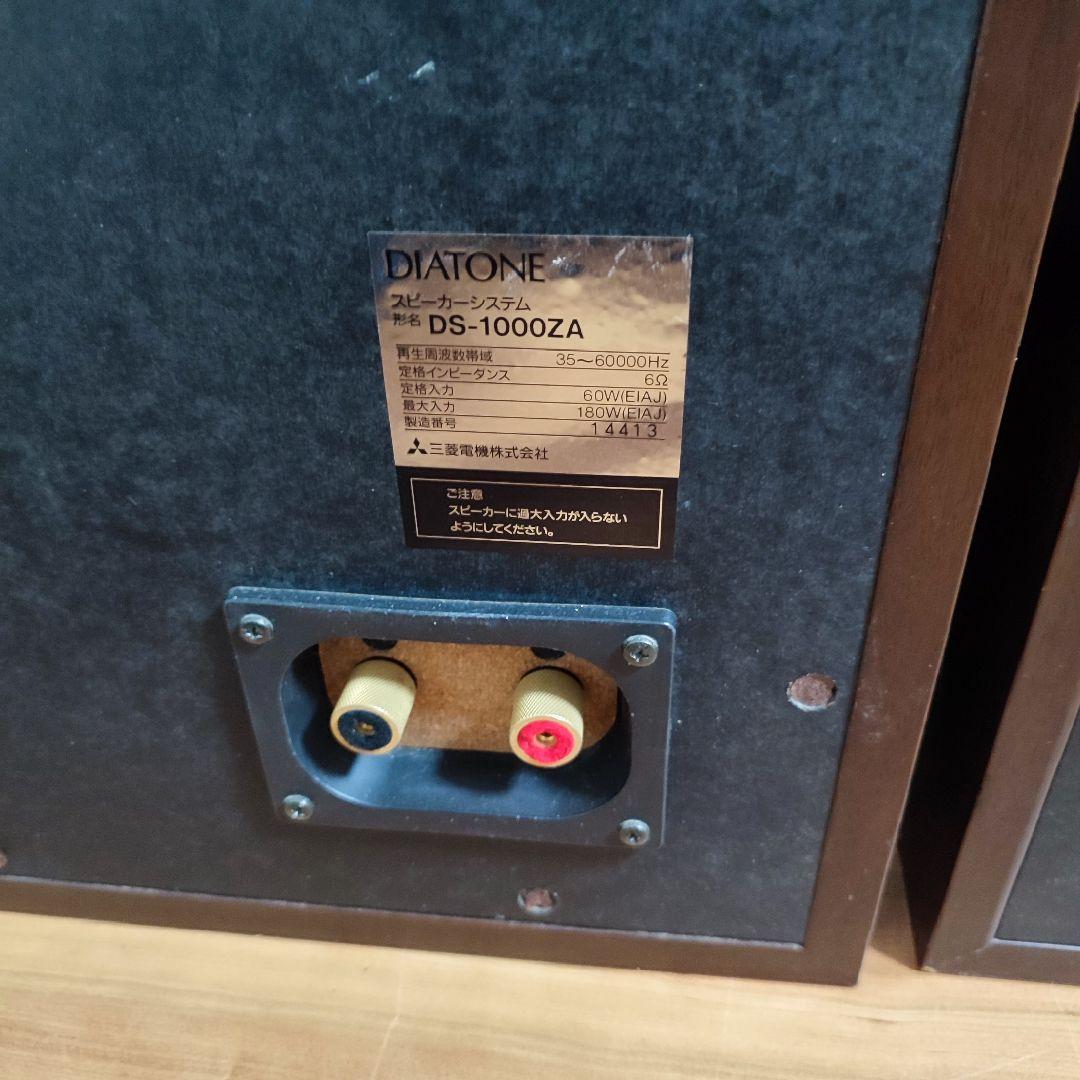 DIATONE
スピーカーシステム
形名 DS-1000ZA
再生周波数帯域 35〜60000Hz
定格インピーダンス 6Ω
定格入力 60W(EIAJ)
最大入力 180W(EIAJ)
製造番号 14413
三菱電機株式会社
ご注意
スピーカーに過大入力が入らない
ようにしてください。